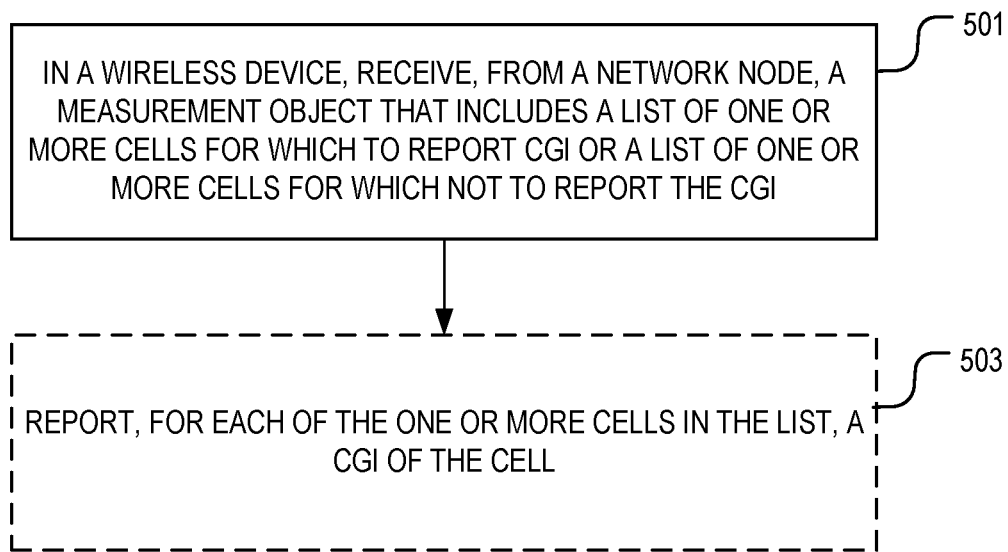 501
IN A WIRELESS DEVICE, RECEIVE, FROM A NETWORK NODE, A
MEASUREMENT OBJECT THAT INCLUDES A LIST OF ONE OR
MORE CELLS FOR WHICH TO REPORT CGI OR A LIST OF ONE OR
MORE CELLS FOR WHICH NOT TO REPORT THE CGI
503
REPORT, FOR EACH OF THE ONE OR MORE CELLS IN THE LIST, A
CGI OF THE CELL